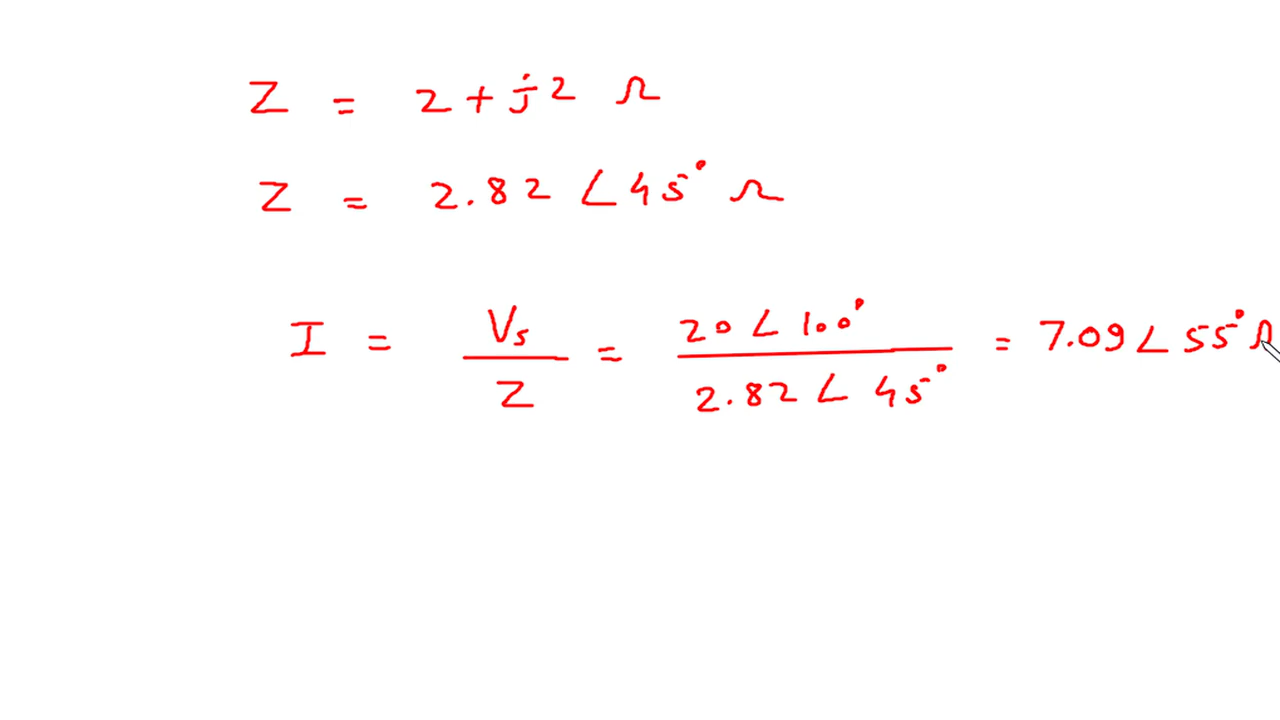 Z = 2 + j2 Ω
Z = 2.82 ∠ 45° Ω
I = Vs / Z = 20 ∠ 100° / 2.82 ∠ 45° = 7.09 ∠ 55° Ω